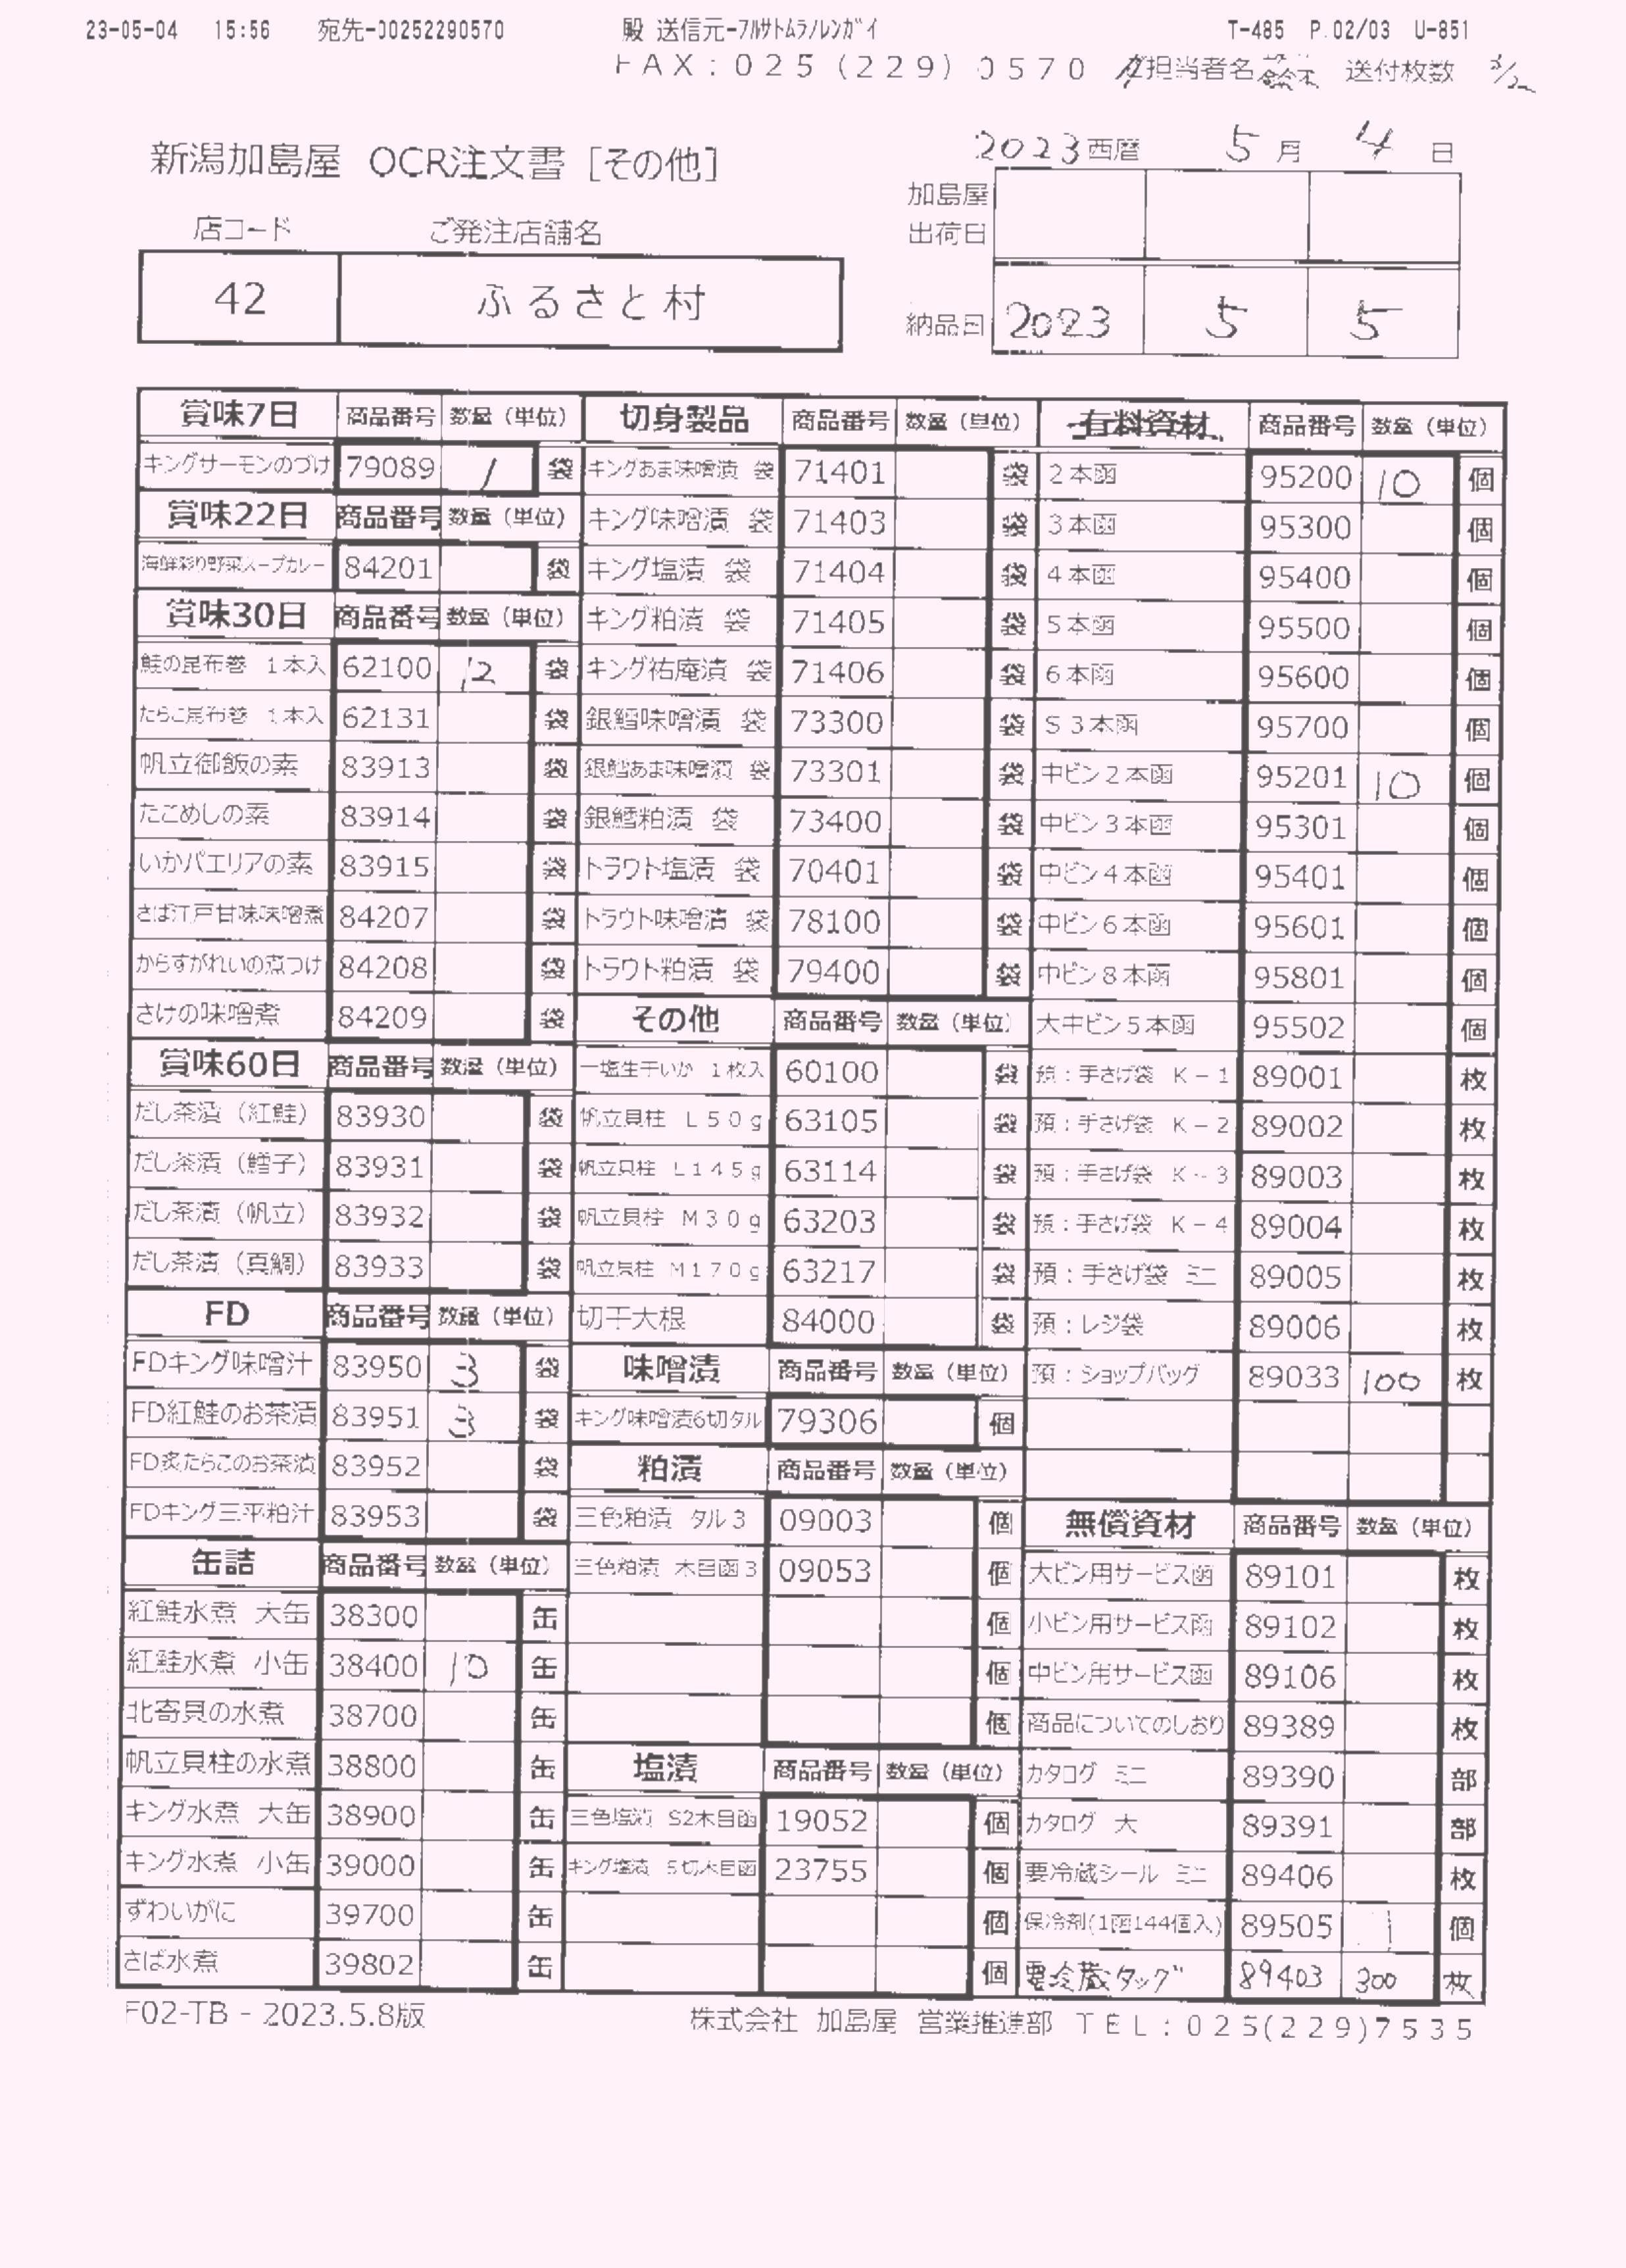 23-05-04 15:56 宛先-00252290570 殿 送信元-フルサトムラノレンガイ T-485 P.02/03 U-851
FAX:025(229)0570 ご担当者名 鈴木 送付枚数
新潟加島屋 OCR注文書 [その他]
2023西暦 5月 4日
店コード ご発注店舗名
42 ふるさと村
加島屋出荷日
納品日 2023 5 5
賞味7日 商品番号 数量(単位)
キングサーモンのづけ 79089 1 袋
賞味22日 商品番号 数量(単位)
海鮮彩り野菜スープカレー 84201 袋
賞味30日 商品番号 数量(単位)
鮭の昆布巻 1本入 62100 12 袋
たらこ昆布巻 1本入 62131 袋
帆立御飯の素 83913 袋
たこめしの素 83914 袋
いかパエリアの素 83915 袋
さば江戸甘味味噌煮 84207 袋
からすがれいの煮つけ 84208 袋
さけの味噌煮 84209 袋
賞味60日 商品番号 数量(単位)
だし茶漬(紅鮭) 83930 袋
だし茶漬(鱈子) 83931 袋
だし茶漬(帆立) 83932 袋
だし茶漬(真鯛) 83933 袋
FD 商品番号 数量(単位)
FDキング味噌汁 83950 3 袋
FD紅鮭のお茶漬 83951 3 袋
FD炙たらこのお茶漬 83952 袋
FDキング三平粕汁 83953 袋
缶詰 商品番号 数量(単位)
紅鮭水煮 大缶 38300 缶
紅鮭水煮 小缶 38400 10 缶
北寄貝の水煮 38700 缶
帆立貝柱の水煮 38800 缶
キング水煮 大缶 38900 缶
キング水煮 小缶 39000 缶
ずわいがに 39700 缶
さば水煮 39802 缶
切身製品 商品番号 数量(単位)
キングあま味噌漬 袋 71401 袋
キング味噌漬 袋 71403 袋
キング塩漬 袋 71404 袋
キング粕漬 袋 71405 袋
キング祐庵漬 袋 71406 袋
銀鱈味噌漬 袋 73300 袋
銀鱈あま味噌漬 袋 73301 袋
銀鱈粕漬 袋 73400 袋
トラウト塩漬 袋 70401 袋
トラウト味噌漬 袋 78100 袋
トラウト粕漬 袋 79400 袋
その他 商品番号 数量(単位)
一塩生干いか 1枚入 60100 袋
帆立貝柱 L50g 63105 袋
帆立貝柱 L145g 63114 袋
帆立貝柱 M30g 63203 袋
帆立貝柱 M170g 63217 袋
切干大根 84000 袋
味噌漬 商品番号 数量(単位)
キング味噌漬6切タル 79306 個
粕漬 商品番号 数量(単位)
三色粕漬 タル3 09003 個
三色粕漬 木目函3 09053 個
個
個
個
塩漬 商品番号 数量(単位)
三色塩漬 S2木目函 19052 個
キング塩漬 5切木目函 23755 個
個
個
有料資材 商品番号 数量(単位)
2本函 95200 10 個
3本函 95300 個
4本函 95400 個
5本函 95500 個
6本函 95600 個
S3本函 95700 個
中ビン2本函 95201 10 個
中ビン3本函 95301 個
中ビン4本函 95401 個
中ビン6本函 95601 個
中ビン8本函 95801 個
大中ビン5本函 95502 個
預:手さげ袋 K-1 89001 枚
預:手さげ袋 K-2 89002 枚
預:手さげ袋 K-3 89003 枚
預:手さげ袋 K-4 89004 枚
預:手さげ袋 ミニ 89005 枚
預:レジ袋 89006 枚
預:ショップバッグ 89033 100 枚
無償資材 商品番号 数量(単位)
大ビン用サービス函 89101 枚
小ビン用サービス函 89102 枚
中ビン用サービス函 89106 枚
商品についてのしおり 89389 枚
カタログ ミニ 89390 部
カタログ 大 89391 部
要冷蔵シール ミニ 89406 枚
保冷剤(1函144個入) 89505 1 個
要冷蔵タッグ 89403 300 枚
F02-TB - 2023.5.8版
株式会社 加島屋 営業推進部 TEL:025(229)7535